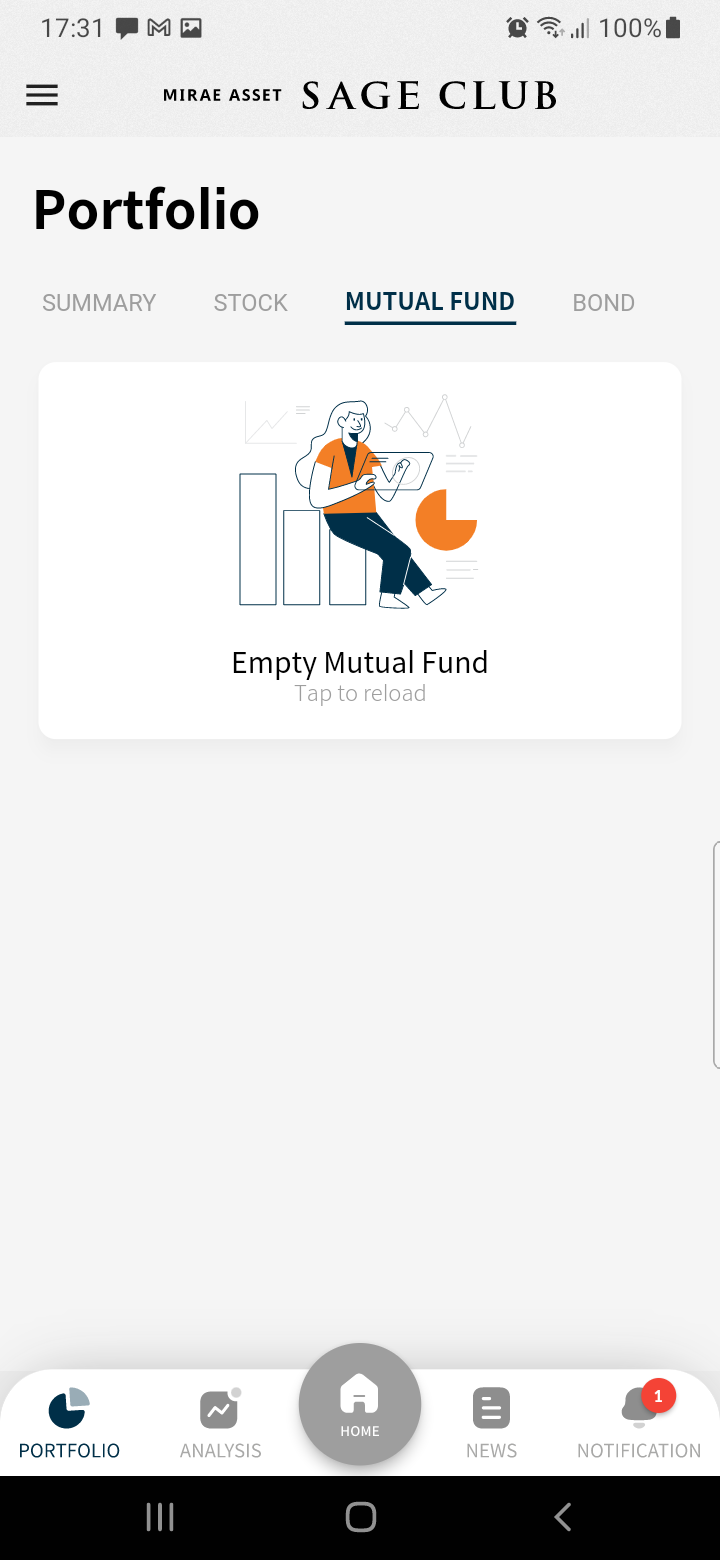 17:31 100%
MIRAE ASSET SAGE CLUB
Portfolio
SUMMARY STOCK MUTUAL FUND BOND
Empty Mutual Fund
Tap to reload
1
HOME
PORTFOLIO ANALYSIS NEWS NOTIFICATION